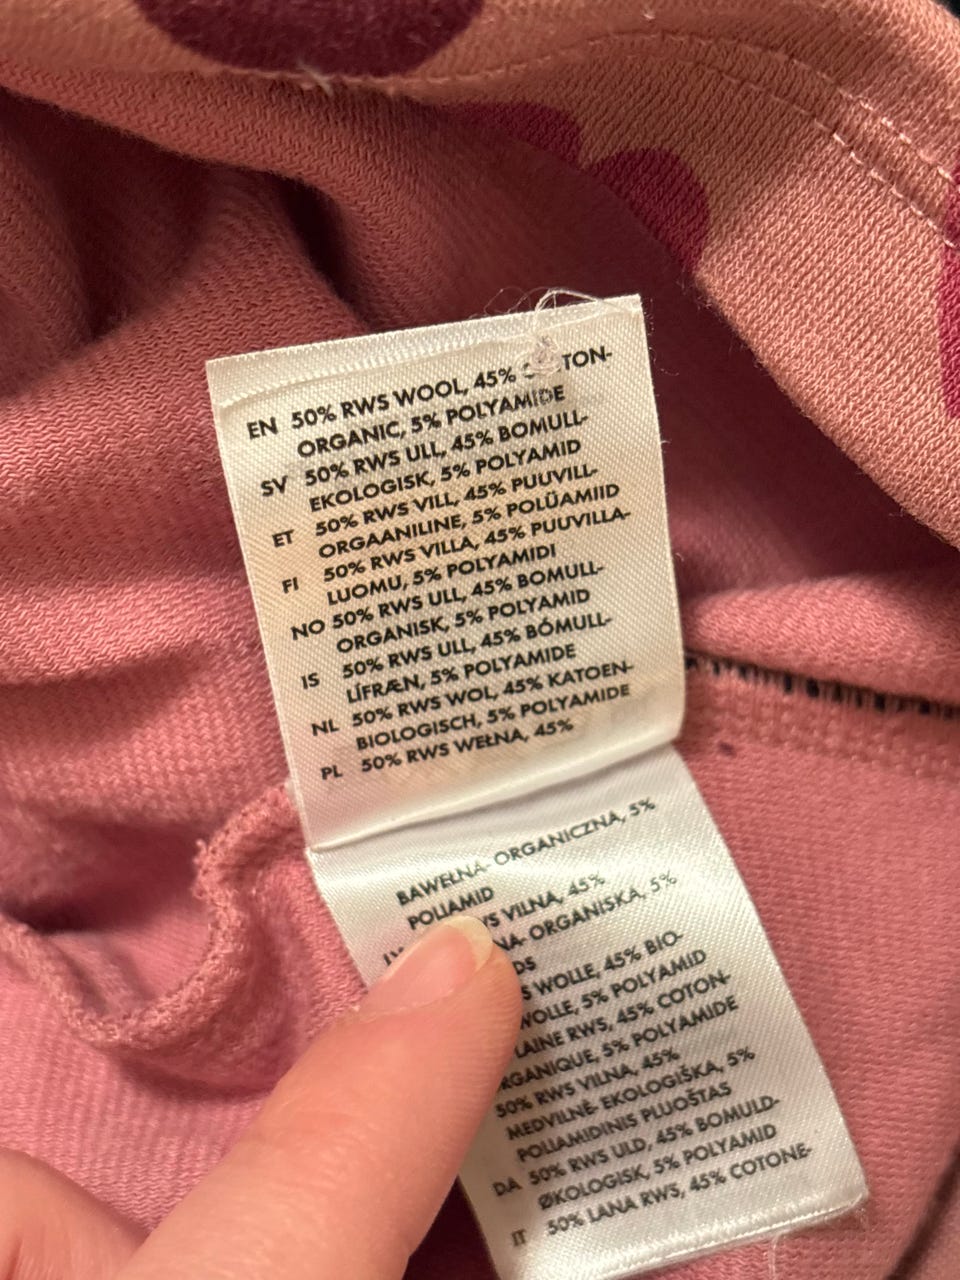 EN 50% RWS WOOL, 45% TON-
ORGANIC, 5% POLYAMIDE
SV 50% RWS ULL, 45% BOMULL-
EKOLOGISK, 5% POLYAMID
ET 50% RWS VILL, 45% PUUVILL-
ORGAANILINE, 5% POLÜAMIID
FI 50% RWS VILLA, 45% PUUVILLA-
LUOMU, 5% POLYAMIDI
NO 50% RWS ULL, 45% BOMULL-
ORGANISK, 5% POLYAMID
IS 50% RWS ULL, 45% BÓMULL-
LÍFRÆN, 5% POLYAMIDE
NL 50% RWS WOL, 45% KATOEN-
BIOLOGISCH, 5% POLYAMIDE
PL 50% RWS WEŁNA, 45%
BAWEŁNA- ORGANICZNA, 5%
POLIAMID
VILNA, 45%
NA- ORGANISKA, 5%
DS
WOLLE, 45% BIO-
WOLLE, 5% POLYAMID
LAINE RWS, 45% COTON-
RGANIQUE, 5% POLYAMIDE
50% RWS VILNA, 45%
MEDVILNĖ- EKOLOGIŠKA, 5%
POLIAMIDINIS PLUOŠTAS
DA 50% RWS ULD, 45% BOMULD-
ØKOLOGISK, 5% POLYAMID
IT 50% LANA RWS, 45% COTONE-